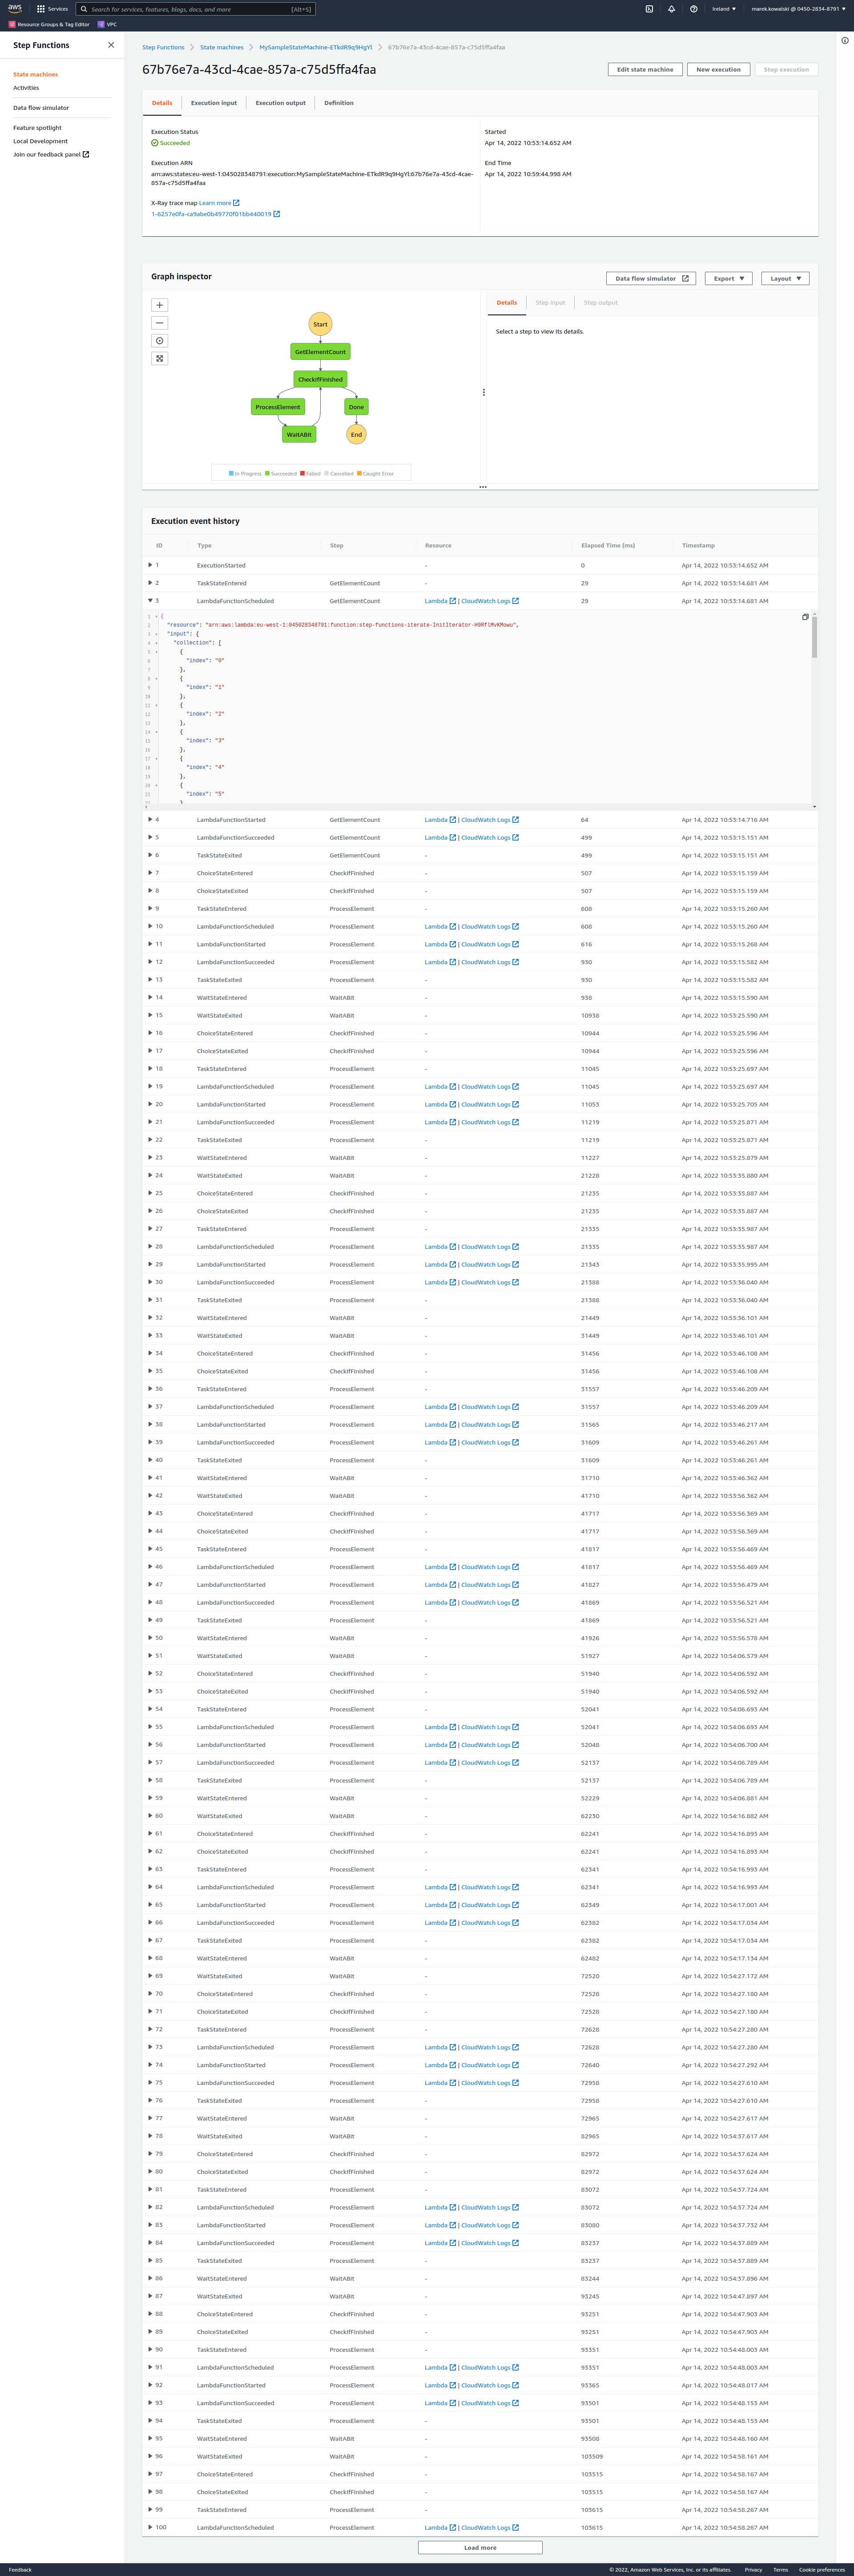 aws Services Search for services, features, blogs, docs, and more [Alt+S] Ireland ▼ marek.kowalski @ 0450-2834-8791 ▼
Resource Groups & Tag Editor VPC
Step Functions
State machines
Activities
Data flow simulator
Feature spotlight
Local Development
Join our feedback panel
Step Functions > State machines > MySampleStateMachine-ETkdR9q9HgYl > 67b76e7a-43cd-4cae-857a-c75d5ffa4faa
67b76e7a-43cd-4cae-857a-c75d5ffa4faa
Edit state machine New execution Stop execution
Details Execution input Execution output Definition
Execution Status
Succeeded
Execution ARN
arn:aws:states:eu-west-1:045028348791:execution:MySampleStateMachine-ETkdR9q9HgYl:67b76e7a-43cd-4cae-857a-c75d5ffa4faa
X-Ray trace map Learn more
1-6257e0fa-ca9abe0b49770f01bb440019
Started
Apr 14, 2022 10:53:14.652 AM
End Time
Apr 14, 2022 10:59:44.998 AM
Graph inspector
Data flow simulator Export ▼ Layout ▼
Start
GetElementCount
CheckIfFinished
ProcessElement Done
WaitABit End
In Progress Succeeded Failed Cancelled Caught Error
Details Step input Step output
Select a step to view its details.
Execution event history
ID Type Step Resource Elapsed Time (ms) Timestamp
1 ExecutionStarted - 0 Apr 14, 2022 10:53:14.652 AM
2 TaskStateEntered GetElementCount - 29 Apr 14, 2022 10:53:14.681 AM
3 LambdaFunctionScheduled GetElementCount Lambda | CloudWatch Logs 29 Apr 14, 2022 10:53:14.681 AM
1 {
2 "resource": "arn:aws:lambda:eu-west-1:045028348791:function:step-functions-iterate-InitIterator-H9RflMvKMowu",
3 "input": {
4 "collection": [
5 {
6 "index": "0"
7 },
8 {
9 "index": "1"
10 },
11 {
12 "index": "2"
13 },
14 {
15 "index": "3"
16 },
17 {
18 "index": "4"
19 },
20 {
21 "index": "5"
22 }
4 LambdaFunctionStarted GetElementCount Lambda | CloudWatch Logs 64 Apr 14, 2022 10:53:14.716 AM
5 LambdaFunctionSucceeded GetElementCount Lambda | CloudWatch Logs 499 Apr 14, 2022 10:53:15.151 AM
6 TaskStateExited GetElementCount - 499 Apr 14, 2022 10:53:15.151 AM
7 ChoiceStateEntered CheckIfFinished - 507 Apr 14, 2022 10:53:15.159 AM
8 ChoiceStateExited CheckIfFinished - 507 Apr 14, 2022 10:53:15.159 AM
9 TaskStateEntered ProcessElement - 608 Apr 14, 2022 10:53:15.260 AM
10 LambdaFunctionScheduled ProcessElement Lambda | CloudWatch Logs 608 Apr 14, 2022 10:53:15.260 AM
11 LambdaFunctionStarted ProcessElement Lambda | CloudWatch Logs 616 Apr 14, 2022 10:53:15.268 AM
12 LambdaFunctionSucceeded ProcessElement Lambda | CloudWatch Logs 930 Apr 14, 2022 10:53:15.582 AM
13 TaskStateExited ProcessElement - 930 Apr 14, 2022 10:53:15.582 AM
14 WaitStateEntered WaitABit - 938 Apr 14, 2022 10:53:15.590 AM
15 WaitStateExited WaitABit - 10938 Apr 14, 2022 10:53:25.590 AM
16 ChoiceStateEntered CheckIfFinished - 10944 Apr 14, 2022 10:53:25.596 AM
17 ChoiceStateExited CheckIfFinished - 10944 Apr 14, 2022 10:53:25.596 AM
18 TaskStateEntered ProcessElement - 11045 Apr 14, 2022 10:53:25.697 AM
19 LambdaFunctionScheduled ProcessElement Lambda | CloudWatch Logs 11045 Apr 14, 2022 10:53:25.697 AM
20 LambdaFunctionStarted ProcessElement Lambda | CloudWatch Logs 11053 Apr 14, 2022 10:53:25.705 AM
21 LambdaFunctionSucceeded ProcessElement Lambda | CloudWatch Logs 11219 Apr 14, 2022 10:53:25.871 AM
22 TaskStateExited ProcessElement - 11219 Apr 14, 2022 10:53:25.871 AM
23 WaitStateEntered WaitABit - 11227 Apr 14, 2022 10:53:25.879 AM
24 WaitStateExited WaitABit - 21228 Apr 14, 2022 10:53:35.880 AM
25 ChoiceStateEntered CheckIfFinished - 21235 Apr 14, 2022 10:53:35.887 AM
26 ChoiceStateExited CheckIfFinished - 21235 Apr 14, 2022 10:53:35.887 AM
27 TaskStateEntered ProcessElement - 21335 Apr 14, 2022 10:53:35.987 AM
28 LambdaFunctionScheduled ProcessElement Lambda | CloudWatch Logs 21335 Apr 14, 2022 10:53:35.987 AM
29 LambdaFunctionStarted ProcessElement Lambda | CloudWatch Logs 21343 Apr 14, 2022 10:53:35.995 AM
30 LambdaFunctionSucceeded ProcessElement Lambda | CloudWatch Logs 21388 Apr 14, 2022 10:53:36.040 AM
31 TaskStateExited ProcessElement - 21388 Apr 14, 2022 10:53:36.040 AM
32 WaitStateEntered WaitABit - 21449 Apr 14, 2022 10:53:36.101 AM
33 WaitStateExited WaitABit - 31449 Apr 14, 2022 10:53:46.101 AM
34 ChoiceStateEntered CheckIfFinished - 31456 Apr 14, 2022 10:53:46.108 AM
35 ChoiceStateExited CheckIfFinished - 31456 Apr 14, 2022 10:53:46.108 AM
36 TaskStateEntered ProcessElement - 31557 Apr 14, 2022 10:53:46.209 AM
37 LambdaFunctionScheduled ProcessElement Lambda | CloudWatch Logs 31557 Apr 14, 2022 10:53:46.209 AM
38 LambdaFunctionStarted ProcessElement Lambda | CloudWatch Logs 31565 Apr 14, 2022 10:53:46.217 AM
39 LambdaFunctionSucceeded ProcessElement Lambda | CloudWatch Logs 31609 Apr 14, 2022 10:53:46.261 AM
40 TaskStateExited ProcessElement - 31609 Apr 14, 2022 10:53:46.261 AM
41 WaitStateEntered WaitABit - 31710 Apr 14, 2022 10:53:46.362 AM
42 WaitStateExited WaitABit - 41710 Apr 14, 2022 10:53:56.362 AM
43 ChoiceStateEntered CheckIfFinished - 41717 Apr 14, 2022 10:53:56.369 AM
44 ChoiceStateExited CheckIfFinished - 41717 Apr 14, 2022 10:53:56.369 AM
45 TaskStateEntered ProcessElement - 41817 Apr 14, 2022 10:53:56.469 AM
46 LambdaFunctionScheduled ProcessElement Lambda | CloudWatch Logs 41817 Apr 14, 2022 10:53:56.469 AM
47 LambdaFunctionStarted ProcessElement Lambda | CloudWatch Logs 41827 Apr 14, 2022 10:53:56.479 AM
48 LambdaFunctionSucceeded ProcessElement Lambda | CloudWatch Logs 41869 Apr 14, 2022 10:53:56.521 AM
49 TaskStateExited ProcessElement - 41869 Apr 14, 2022 10:53:56.521 AM
50 WaitStateEntered WaitABit - 41926 Apr 14, 2022 10:53:56.578 AM
51 WaitStateExited WaitABit - 51927 Apr 14, 2022 10:54:06.579 AM
52 ChoiceStateEntered CheckIfFinished - 51940 Apr 14, 2022 10:54:06.592 AM
53 ChoiceStateExited CheckIfFinished - 51940 Apr 14, 2022 10:54:06.592 AM
54 TaskStateEntered ProcessElement - 52041 Apr 14, 2022 10:54:06.693 AM
55 LambdaFunctionScheduled ProcessElement Lambda | CloudWatch Logs 52041 Apr 14, 2022 10:54:06.693 AM
56 LambdaFunctionStarted ProcessElement Lambda | CloudWatch Logs 52048 Apr 14, 2022 10:54:06.700 AM
57 LambdaFunctionSucceeded ProcessElement Lambda | CloudWatch Logs 52137 Apr 14, 2022 10:54:06.789 AM
58 TaskStateExited ProcessElement - 52137 Apr 14, 2022 10:54:06.789 AM
59 WaitStateEntered WaitABit - 52229 Apr 14, 2022 10:54:06.881 AM
60 WaitStateExited WaitABit - 62230 Apr 14, 2022 10:54:16.882 AM
61 ChoiceStateEntered CheckIfFinished - 62241 Apr 14, 2022 10:54:16.893 AM
62 ChoiceStateExited CheckIfFinished - 62241 Apr 14, 2022 10:54:16.893 AM
63 TaskStateEntered ProcessElement - 62341 Apr 14, 2022 10:54:16.993 AM
64 LambdaFunctionScheduled ProcessElement Lambda | CloudWatch Logs 62341 Apr 14, 2022 10:54:16.993 AM
65 LambdaFunctionStarted ProcessElement Lambda | CloudWatch Logs 62349 Apr 14, 2022 10:54:17.001 AM
66 LambdaFunctionSucceeded ProcessElement Lambda | CloudWatch Logs 62382 Apr 14, 2022 10:54:17.034 AM
67 TaskStateExited ProcessElement - 62382 Apr 14, 2022 10:54:17.034 AM
68 WaitStateEntered WaitABit - 62482 Apr 14, 2022 10:54:17.134 AM
69 WaitStateExited WaitABit - 72520 Apr 14, 2022 10:54:27.172 AM
70 ChoiceStateEntered CheckIfFinished - 72528 Apr 14, 2022 10:54:27.180 AM
71 ChoiceStateExited CheckIfFinished - 72528 Apr 14, 2022 10:54:27.180 AM
72 TaskStateEntered ProcessElement - 72628 Apr 14, 2022 10:54:27.280 AM
73 LambdaFunctionScheduled ProcessElement Lambda | CloudWatch Logs 72628 Apr 14, 2022 10:54:27.280 AM
74 LambdaFunctionStarted ProcessElement Lambda | CloudWatch Logs 72640 Apr 14, 2022 10:54:27.292 AM
75 LambdaFunctionSucceeded ProcessElement Lambda | CloudWatch Logs 72958 Apr 14, 2022 10:54:27.610 AM
76 TaskStateExited ProcessElement - 72958 Apr 14, 2022 10:54:27.610 AM
77 WaitStateEntered WaitABit - 72965 Apr 14, 2022 10:54:27.617 AM
78 WaitStateExited WaitABit - 82965 Apr 14, 2022 10:54:37.617 AM
79 ChoiceStateEntered CheckIfFinished - 82972 Apr 14, 2022 10:54:37.624 AM
80 ChoiceStateExited CheckIfFinished - 82972 Apr 14, 2022 10:54:37.624 AM
81 TaskStateEntered ProcessElement - 83072 Apr 14, 2022 10:54:37.724 AM
82 LambdaFunctionScheduled ProcessElement Lambda | CloudWatch Logs 83072 Apr 14, 2022 10:54:37.724 AM
83 LambdaFunctionStarted ProcessElement Lambda | CloudWatch Logs 83080 Apr 14, 2022 10:54:37.732 AM
84 LambdaFunctionSucceeded ProcessElement Lambda | CloudWatch Logs 83237 Apr 14, 2022 10:54:37.889 AM
85 TaskStateExited ProcessElement - 83237 Apr 14, 2022 10:54:37.889 AM
86 WaitStateEntered WaitABit - 83244 Apr 14, 2022 10:54:37.896 AM
87 WaitStateExited WaitABit - 93245 Apr 14, 2022 10:54:47.897 AM
88 ChoiceStateEntered CheckIfFinished - 93251 Apr 14, 2022 10:54:47.903 AM
89 ChoiceStateExited CheckIfFinished - 93251 Apr 14, 2022 10:54:47.903 AM
90 TaskStateEntered ProcessElement - 93351 Apr 14, 2022 10:54:48.003 AM
91 LambdaFunctionScheduled ProcessElement Lambda | CloudWatch Logs 93351 Apr 14, 2022 10:54:48.003 AM
92 LambdaFunctionStarted ProcessElement Lambda | CloudWatch Logs 93365 Apr 14, 2022 10:54:48.017 AM
93 LambdaFunctionSucceeded ProcessElement Lambda | CloudWatch Logs 93501 Apr 14, 2022 10:54:48.153 AM
94 TaskStateExited ProcessElement - 93501 Apr 14, 2022 10:54:48.153 AM
95 WaitStateEntered WaitABit - 93508 Apr 14, 2022 10:54:48.160 AM
96 WaitStateExited WaitABit - 103509 Apr 14, 2022 10:54:58.161 AM
97 ChoiceStateEntered CheckIfFinished - 103515 Apr 14, 2022 10:54:58.167 AM
98 ChoiceStateExited CheckIfFinished - 103515 Apr 14, 2022 10:54:58.167 AM
99 TaskStateEntered ProcessElement - 103615 Apr 14, 2022 10:54:58.267 AM
100 LambdaFunctionScheduled ProcessElement Lambda | CloudWatch Logs 103615 Apr 14, 2022 10:54:58.267 AM
Load more
Feedback © 2022, Amazon Web Services, Inc. or its affiliates. Privacy Terms Cookie preferences